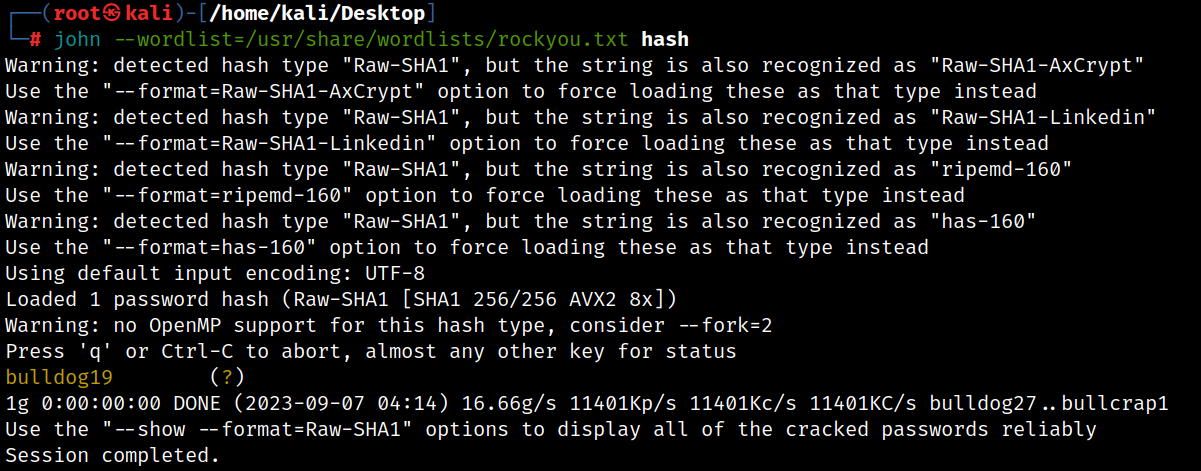 ┌──(root㉿kali)-[/home/kali/Desktop]
└─# john --wordlist=/usr/share/wordlists/rockyou.txt hash
Warning: detected hash type "Raw-SHA1", but the string is also recognized as "Raw-SHA1-AxCrypt"
Use the "--format=Raw-SHA1-AxCrypt" option to force loading these as that type instead
Warning: detected hash type "Raw-SHA1", but the string is also recognized as "Raw-SHA1-Linkedin"
Use the "--format=Raw-SHA1-Linkedin" option to force loading these as that type instead
Warning: detected hash type "Raw-SHA1", but the string is also recognized as "ripemd-160"
Use the "--format=ripemd-160" option to force loading these as that type instead
Warning: detected hash type "Raw-SHA1", but the string is also recognized as "has-160"
Use the "--format=has-160" option to force loading these as that type instead
Using default input encoding: UTF-8
Loaded 1 password hash (Raw-SHA1 [SHA1 256/256 AVX2 8x])
Warning: no OpenMP support for this hash type, consider --fork=2
Press 'q' or Ctrl-C to abort, almost any other key for status
bulldog19        (?)
1g 0:00:00:00 DONE (2023-09-07 04:14) 16.66g/s 11401Kp/s 11401Kc/s 11401KC/s bulldog27..bullcrap1
Use the "--show --format=Raw-SHA1" options to display all of the cracked passwords reliably
Session completed.